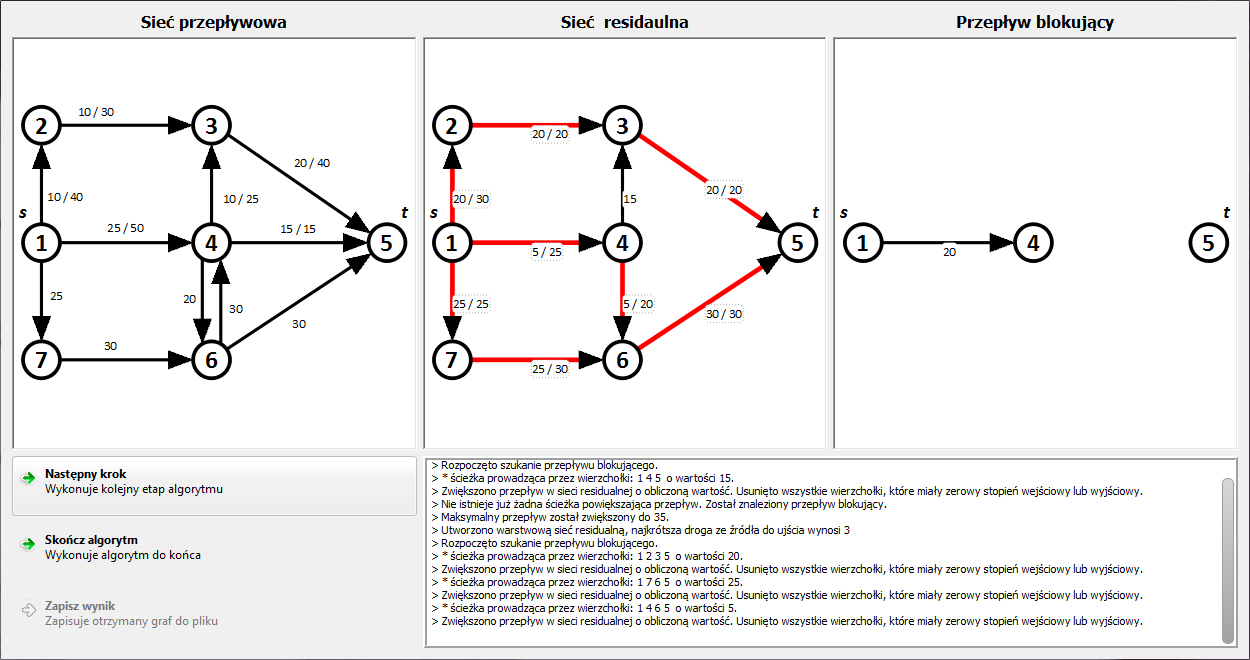 Sieć przepływowa
Sieć residaulna
Przepływ blokujący
10 / 30
2
3
20 / 40
10 / 40
10 / 25
s
25 / 50
15 / 15
t
1
4
5
25
20
30
30
30
7
6
2
20 / 20
3
20 / 30
15
20 / 20
s
t
1
5 / 25
4
5
25 / 25
5 / 20
30 / 30
7
25 / 30
6
s
t
1
20
4
5
Następny krok
Wykonuje kolejny etap algorytmu
Skończ algorytm
Wykonuje algorytm do końca
Zapisz wynik
Zapisuje otrzymany graf do pliku
> Rozpoczęto szukanie przepływu blokującego.
> * ścieżka prowadząca przez wierzchołki: 1 4 5 o wartości 15.
> Zwiększono przepływ w sieci residualnej o obliczoną wartość. Usunięto wszystkie wierzchołki, które miały zerowy stopień wejściowy lub wyjściowy.
> Nie istnieje już żadna ścieżka powiększająca przepływ. Został znaleziony przepływ blokujący.
> Maksymalny przepływ został zwiększony do 35.
> Utworzono warstwową sieć residualną, najkrótsza droga ze źródła do ujścia wynosi 3
> Rozpoczęto szukanie przepływu blokującego.
> * ścieżka prowadząca przez wierzchołki: 1 2 3 5 o wartości 20.
> Zwiększono przepływ w sieci residualnej o obliczoną wartość. Usunięto wszystkie wierzchołki, które miały zerowy stopień wejściowy lub wyjściowy.
> * ścieżka prowadząca przez wierzchołki: 1 7 6 5 o wartości 25.
> Zwiększono przepływ w sieci residualnej o obliczoną wartość. Usunięto wszystkie wierzchołki, które miały zerowy stopień wejściowy lub wyjściowy.
> * ścieżka prowadząca przez wierzchołki: 1 4 6 5 o wartości 5.
> Zwiększono przepływ w sieci residualnej o obliczoną wartość. Usunięto wszystkie wierzchołki, które miały zerowy stopień wejściowy lub wyjściowy.